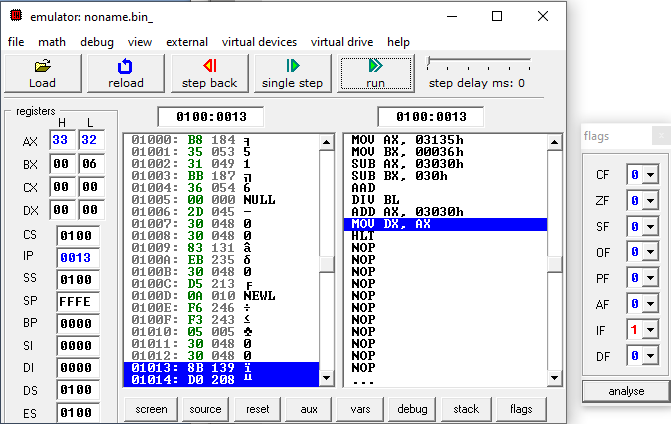 emulator: noname.bin_
file math debug view external virtual devices virtual drive help
Load reload step back single step run step delay ms: 0
registers
H L
AX 33 32
BX 00 06
CX 00 00
DX 00 00
CS 0100
IP 0013
SS 0100
SP FFFE
BP 0000
SI 0000
DI 0000
DS 0100
ES 0100
0100:0013
01000: B8 184 ╕
01001: 35 053 5
01002: 31 049 1
01003: BB 187 ╗
01004: 36 054 6
01005: 00 000 NULL
01006: 2D 045 -
01007: 30 048 0
01008: 30 048 0
01009: 83 131 â
0100A: EB 235 δ
0100B: 30 048 0
0100C: D5 213 ╒
0100D: 0A 010 NEWL
0100E: F6 246 ÷
0100F: F3 243 ≤
01010: 05 005 ♣
01011: 30 048 0
01012: 30 048 0
01013: 8B 139 ï
01014: D0 208 ╨
0100:0013
MOV AX, 03135h
MOV BX, 00036h
SUB AX, 03030h
SUB BX, 030h
AAD
DIV BL
ADD AX, 03030h
MOV DX, AX
HLT
NOP
NOP
NOP
NOP
NOP
NOP
NOP
NOP
NOP
NOP
NOP
...
screen source reset aux vars debug stack flags
flags
CF 0
ZF 0
SF 0
OF 0
PF 0
AF 0
IF 1
DF 0
analyse